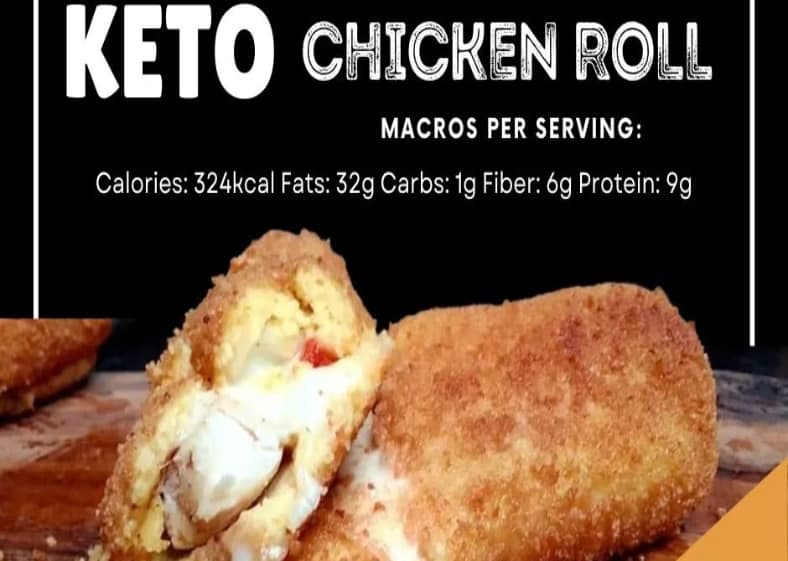 KETO CHICKEN ROLL
MACROS PER SERVING:
Calories: 324kcal Fats: 32g Carbs: 1g Fiber: 6g Protein: 9g